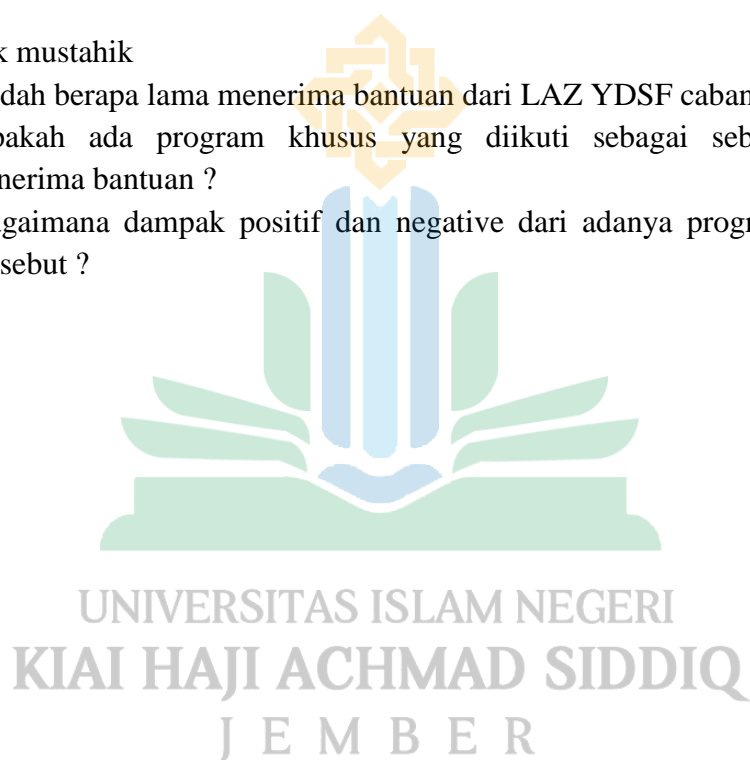 k mustahik
dah berapa lama menerima bantuan dari LAZ YDSF caban
pakah ada program khusus yang diikuti sebagai seb
nerima bantuan ?
gaimana dampak positif dan negative dari adanya progr
sebut ?
UNIVERSITAS ISLAM NEGERI
KIAI HAJI ACHMAD SIDDIQ
JEMBER